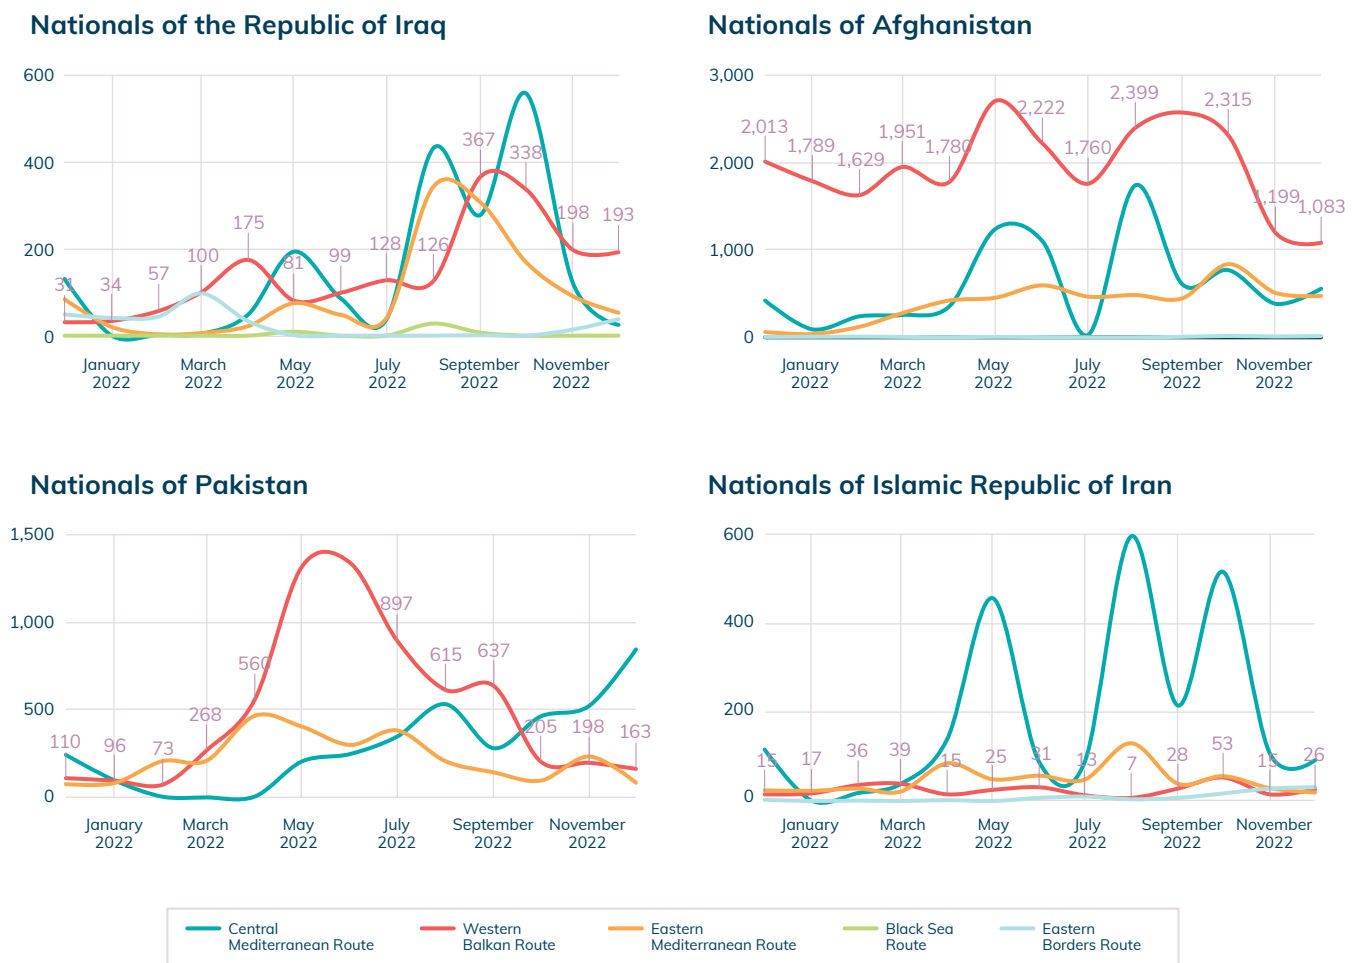 Nationals of the Republic of Iraq
600
400
200
0
31
34
57
100
175
81
99
128
126
367
338
198
193
January
2022
March
2022
May
2022
July
2022
September
2022
November
2022
Nationals of Afghanistan
3,000
2,000
1,000
0
2,013
1,789
1,629
1,951
1,780
2,222
1,760
2,399
2,315
1,199
1,083
January
2022
March
2022
May
2022
July
2022
September
2022
November
2022
Nationals of Pakistan
1,500
1,000
500
0
110
96
73
268
560
897
615
637
205
198
163
January
2022
March
2022
May
2022
July
2022
September
2022
November
2022
Nationals of Islamic Republic of Iran
600
400
200
0
15
17
36
39
15
25
31
13
7
28
53
15
26
January
2022
March
2022
May
2022
July
2022
September
2022
November
2022
Central
Mediterranean Route
Western
Balkan Route
Eastern
Mediterranean Route
Black Sea
Route
Eastern
Borders Route